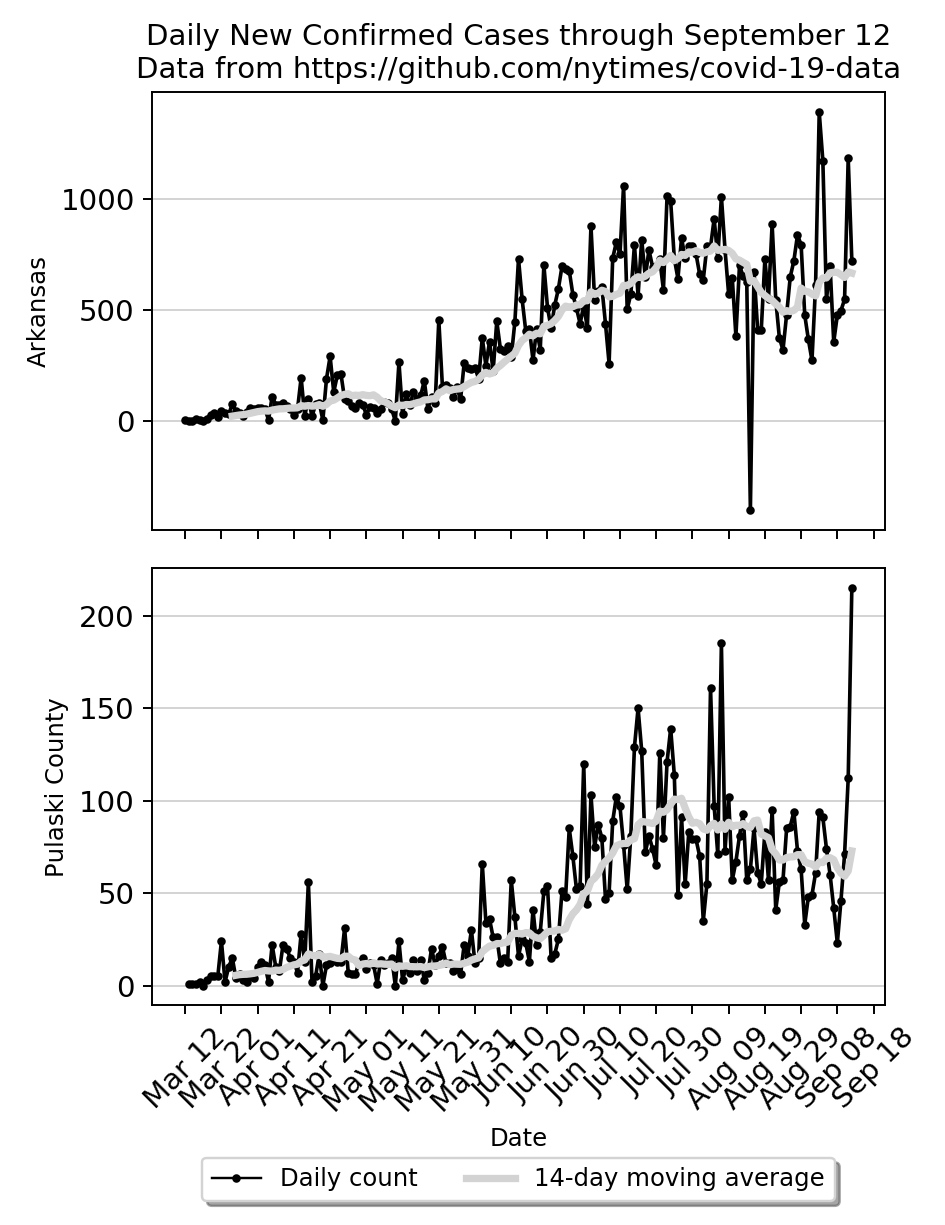 Daily New Confirmed Cases through September 12
Data from https://github.com/nytimes/covid-19-data
1000
500
0
Arkansas
200
150
100
50
0
Pulaski County
Mar 12
Mar 22
Apr 01
Apr 11
Apr 21
May 01
May 11
May 21
May 31
Jun 10
Jun 20
Jun 30
Jul 10
Jul 20
Jul 30
Aug 09
Aug 19
Aug 29
Sep 08
Sep 18
Date
Daily count
14-day moving average